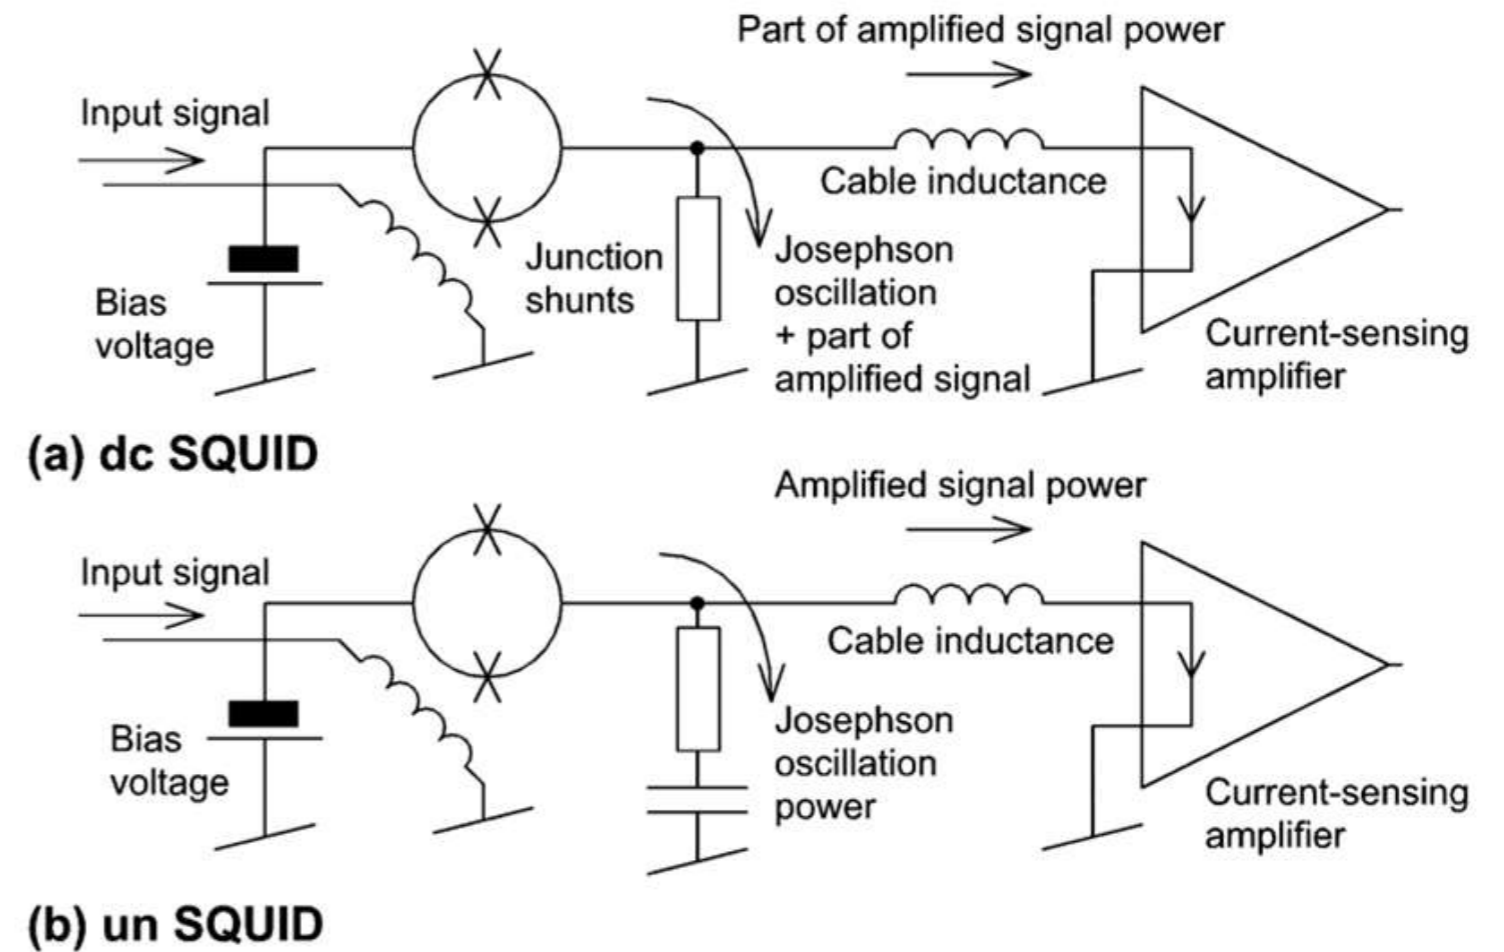 Part of amplified signal power
Input signal
Cable inductance
Junction
shunts
Josephson
oscillation
+ part of
amplified signal
Bias
voltage
Current-sensing
amplifier
(a) dc SQUID
Amplified signal power
Input signal
Cable inductance
Josephson
oscillation
power
Bias
voltage
Current-sensing
amplifier
(b) un SQUID